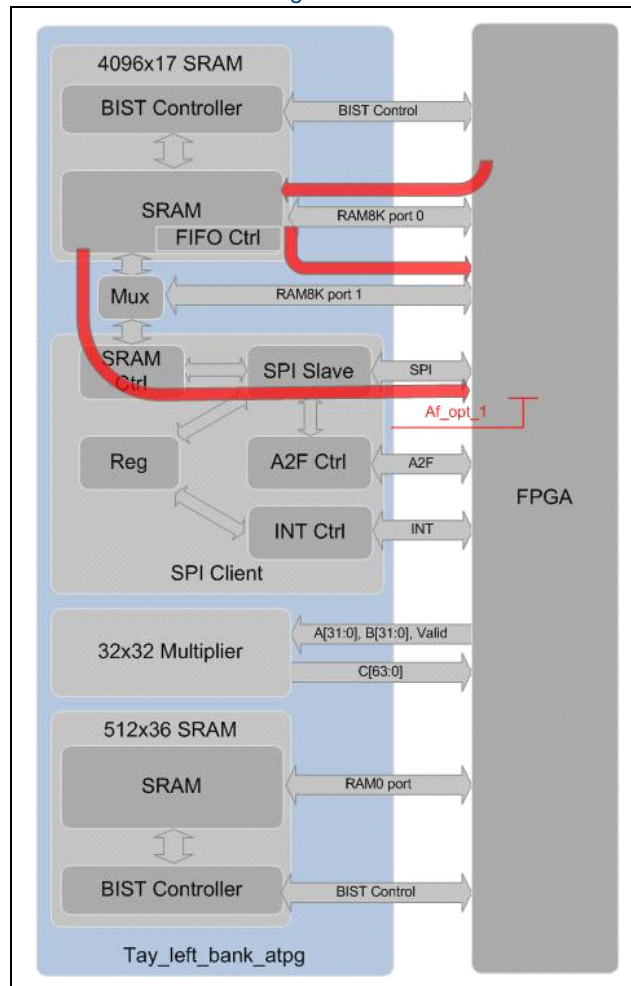 4096x17 SRAM
BIST Controller
BIST Control
SRAM
FIFO Ctrl
RAM8K port 0
Mux
RAM8K port 1
SRAM
Ctrl
SPI Slave
SPI
Af_opt_1
Reg
A2F Ctrl
A2F
FPGA
INT Ctrl
INT
SPI Client
32x32 Multiplier
A[31:0], B[31:0], Valid
C[63:0]
512x36 SRAM
SRAM
RAM0 port
BIST Controller
BIST Control
Tay_left_bank_atpg